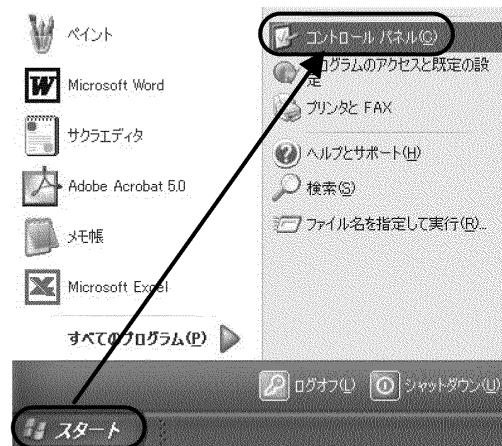 ペイント
Microsoft Word
サクラエディタ
Adobe Acrobat 5.0
メモ帳
Microsoft Excel
すべてのプログラム(P)
コントロール パネル(C)
プログラムのアクセスと既定の設
定
プリンタと FAX
ヘルプとサポート(H)
検索(S)
ファイル名を指定して実行(R)...
ログオフ(L)
シャットダウン(U)
スタート